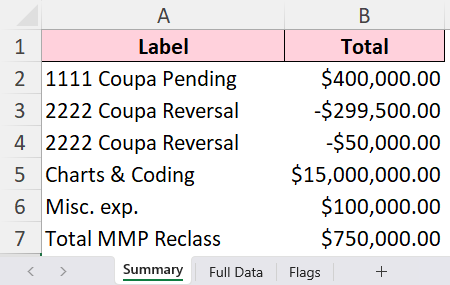 A B
1 Label Total
2 1111 Coupa Pending $400,000.00
3 2222 Coupa Reversal -$299,500.00
4 2222 Coupa Reversal -$50,000.00
5 Charts & Coding $15,000,000.00
6 Misc. exp. $100,000.00
7 Total MMP Reclass $750,000.00
< > Summary Full Data Flags +